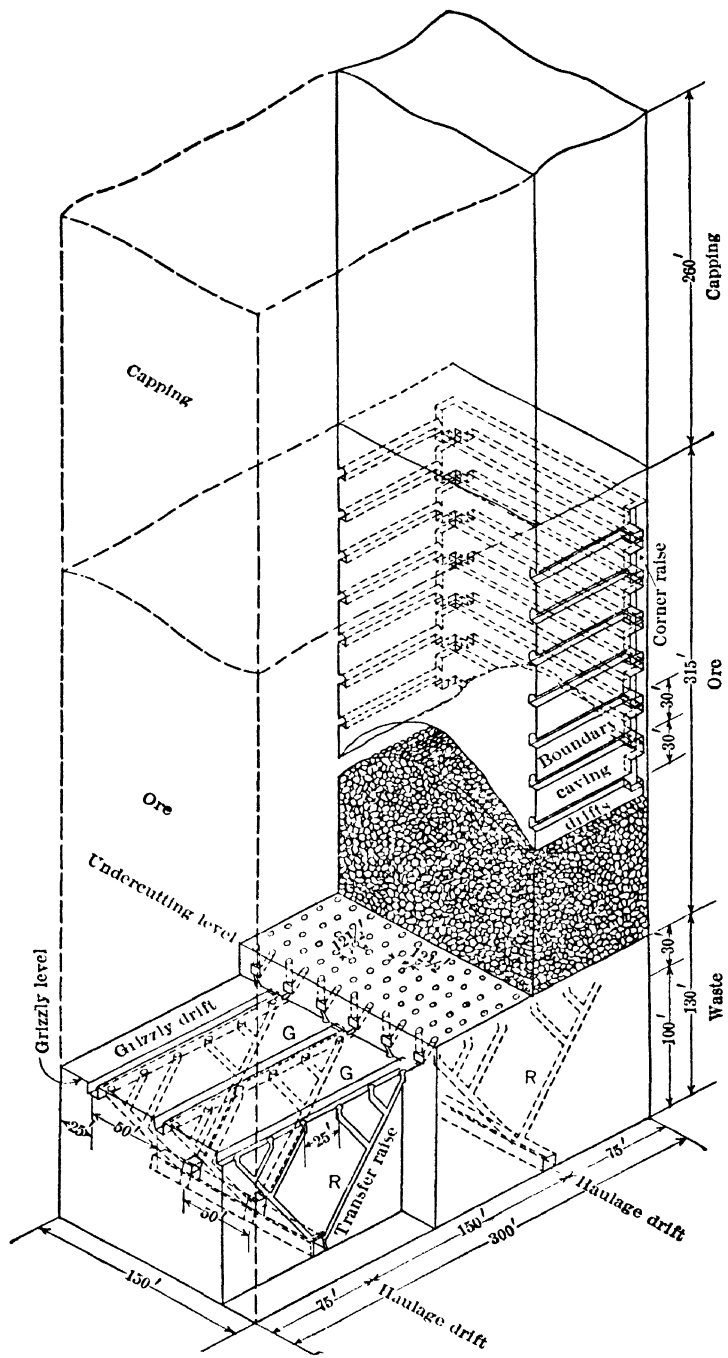 260′
Capping
Capping
Corner raise
315′
Ore
30′
30′
Boundary
caving
drifts
Ore
Undercutting level
12½′
30′
130′
100′
Waste
Grizzly level
Grizzly drift
G
G
R
R
25′
50′
25′
50′
Transfer raise
75′
Haulage drift
150′
300′
150′
75′
Haulage drift